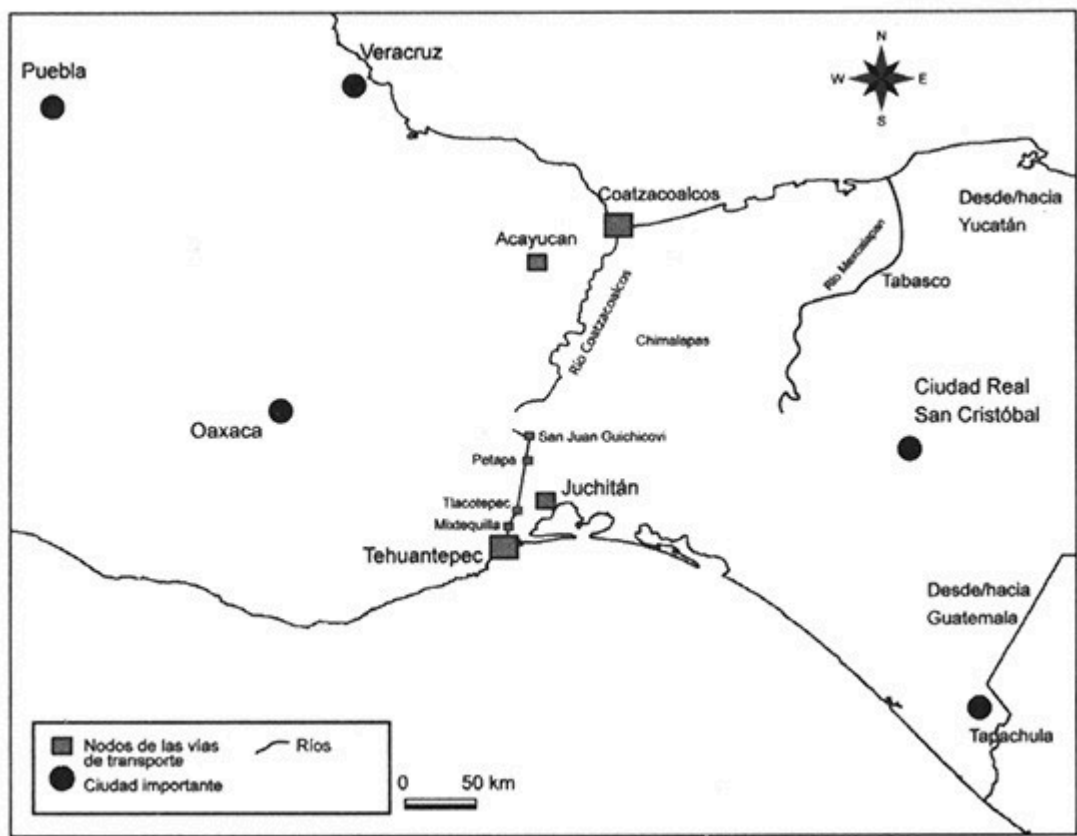 Puebla
Veracruz
N
W
E
S
Coatzacoalcos
Acayucan
Desde/hacia
Yucatán
Río Mexcalapan
Tabasco
Río Coatzacoalcos
Chimalapas
Ciudad Real
San Cristóbal
Oaxaca
San Juan Guichicovi
Petapa
Juchitán
Tlacotepec
Mixtequilla
Tehuantepec
Desde/hacia
Guatemala
Tapachula
Nodos de las vías
de transporte
Ríos
Ciudad importante
0 50 km